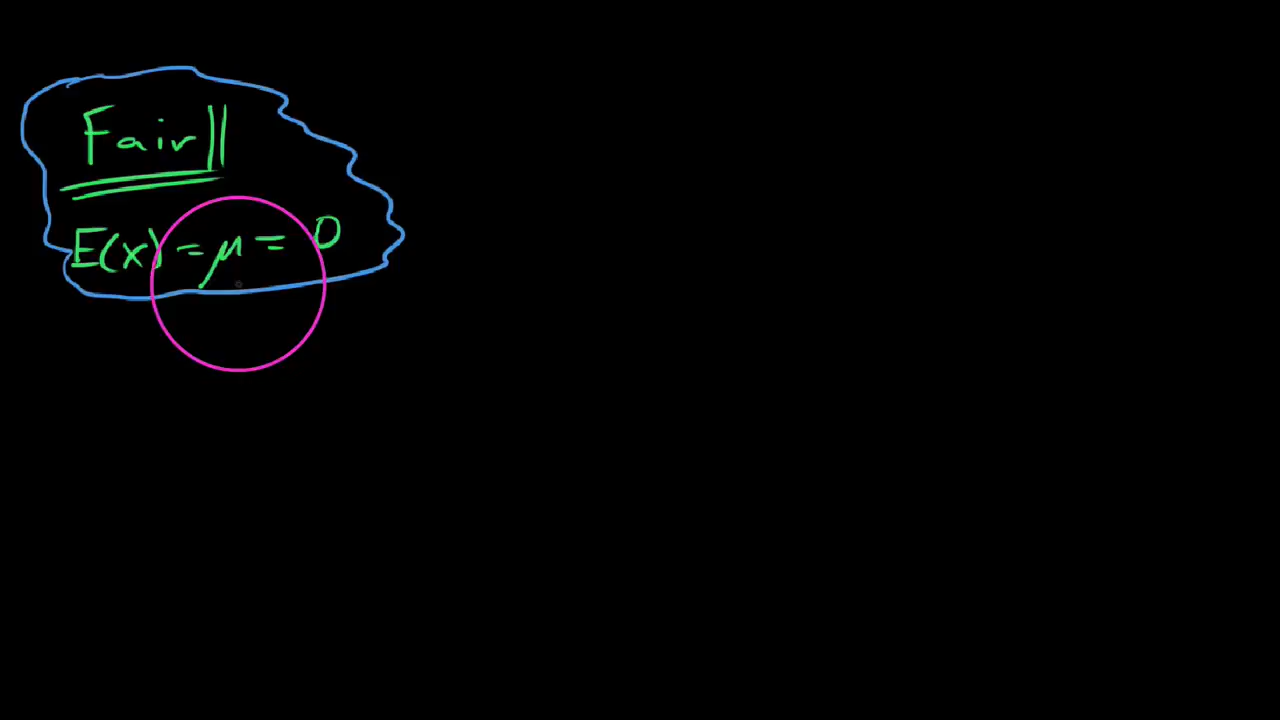 Fair||
E(x) = μ = 0